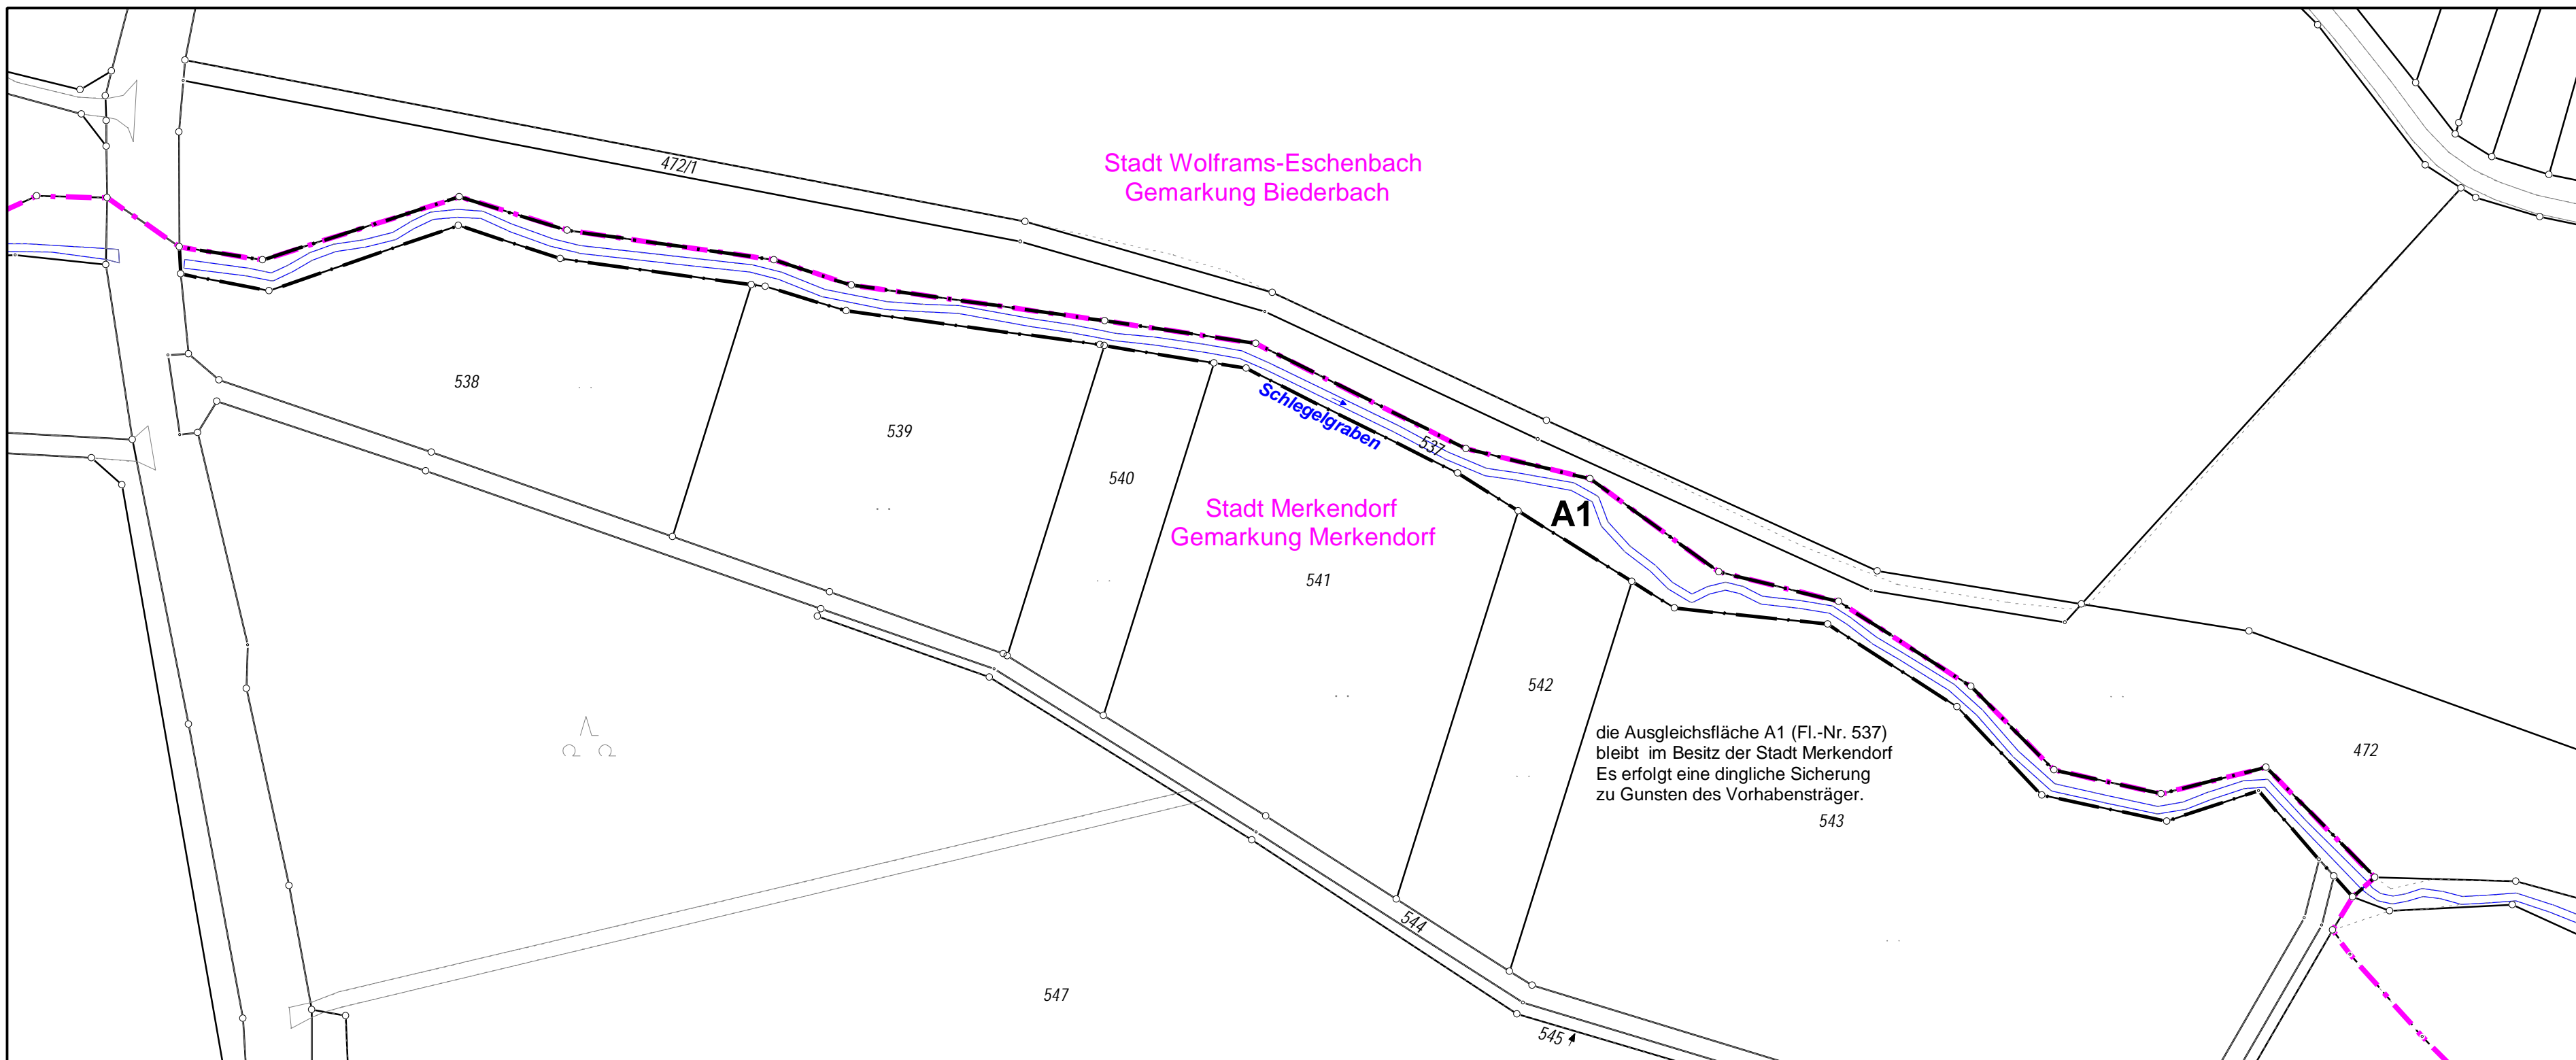 472/1
Stadt Wolframs-Eschenbach
Gemarkung Biederbach
538
539
540
Schlegelgraben
537
A1
Stadt Merkendorf
Gemarkung Merkendorf
541
542
die Ausgleichsfläche A1 (Fl.-Nr. 537)
bleibt im Besitz der Stadt Merkendorf
Es erfolgt eine dingliche Sicherung
zu Gunsten des Vorhabensträger.
472
543
544
547
545